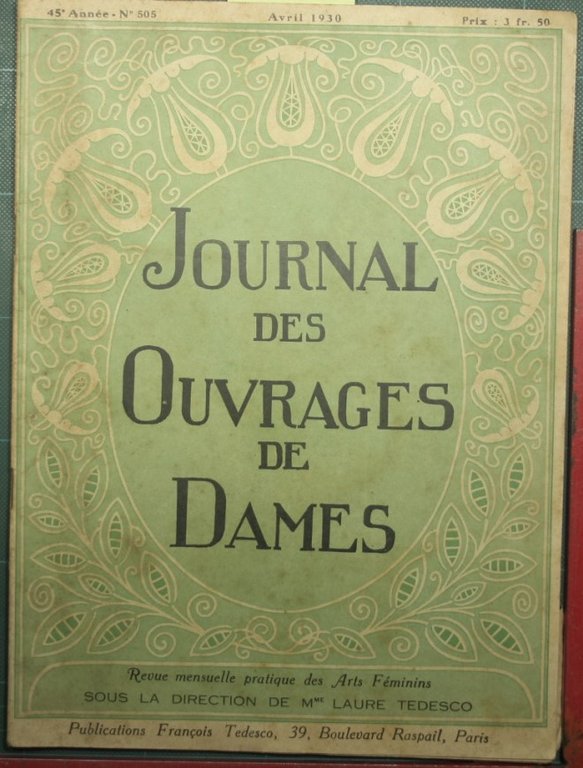 45e Année - No 505 Avril 1930 Prix : 3 fr. 50
JOURNAL
DES
OUVRAGES
DE
DAMES
Revue mensuelle pratique des Arts Féminins
SOUS LA DIRECTION DE MME LAURE TEDESCO
Publications François Tedesco, 39, Boulevard Raspail, Paris